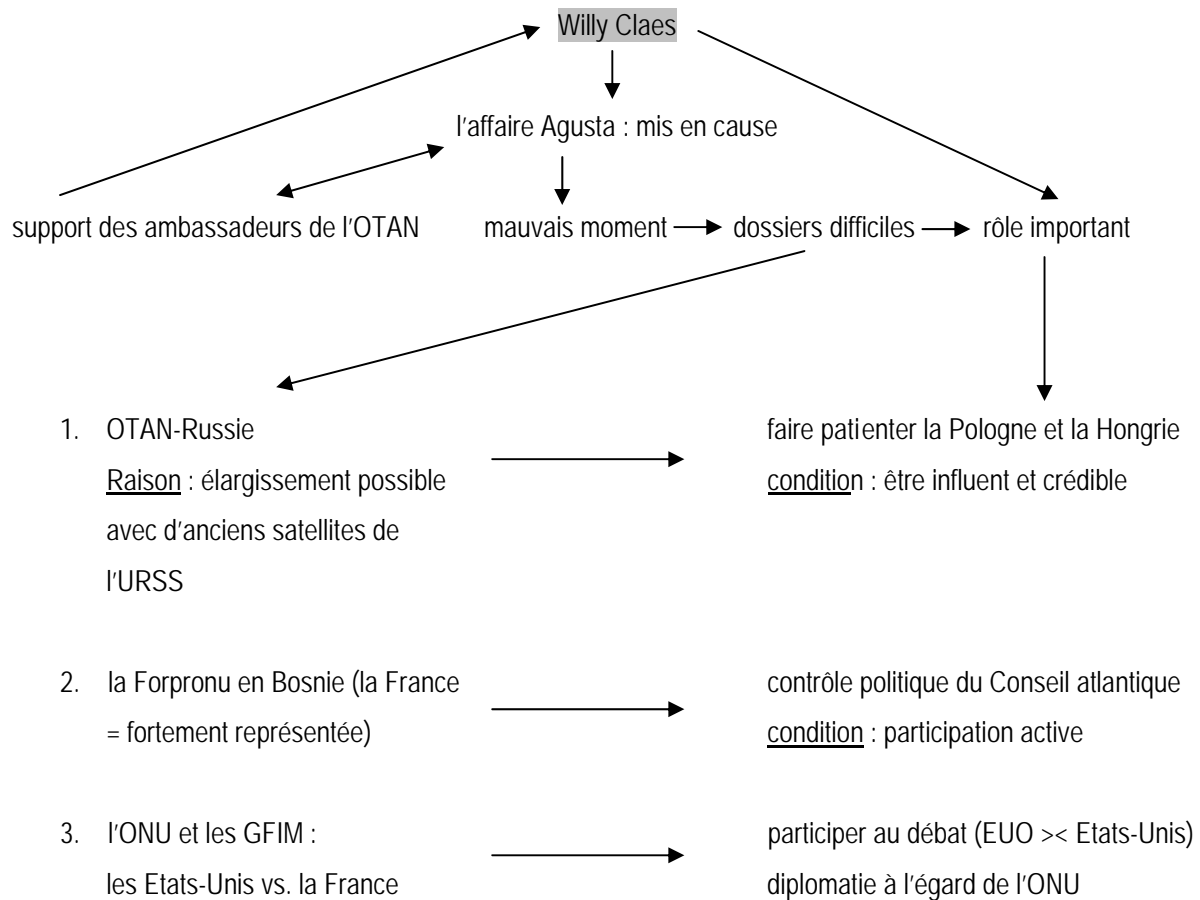 Willy Claes
l'affaire Agusta : mis en cause
support des ambassadeurs de l'OTAN
mauvais moment
dossiers difficiles
rôle important
1. OTAN-Russie
Raison : élargissement possible
avec d'anciens satellites de
l'URSS
faire patienter la Pologne et la Hongrie
condition : être influent et crédible
2. la Forpronu en Bosnie (la France
= fortement représentée)
contrôle politique du Conseil atlantique
condition : participation active
3. l'ONU et les GFIM :
les Etats-Unis vs. la France
participer au débat (EUO >< Etats-Unis)
diplomatie à l'égard de l'ONU